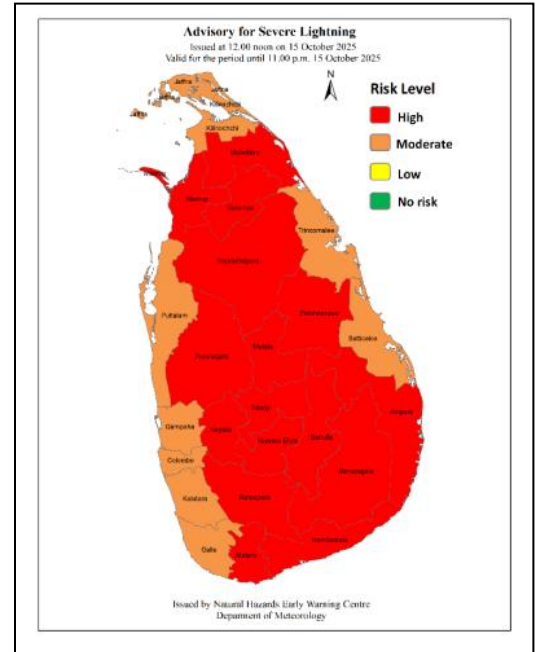 Advisory for Severe Lightning
Issued at 12.00 noon on 15 October 2025
Valid for the period until 11.00 p.m. 15 October 2025
N
Risk Level
High
Moderate
Low
No risk
Jaffna
Jaffna
Jaffna
Kilinochchi
Mullaitivu
Mannar
Vavuniya
Trincomalee
Anuradhapura
Polonnaruwa
Puttalam
Batticaloa
Kurunegala
Matale
Ampara
Kandy
Gampaha
Kegalle
Nuwara Eliya
Badulla
Colombo
Monaragala
Kalutara
Ratnapura
Hambantota
Galle
Matara
Issued by Natural Hazards Early Warning Centre
Department of Meteorology